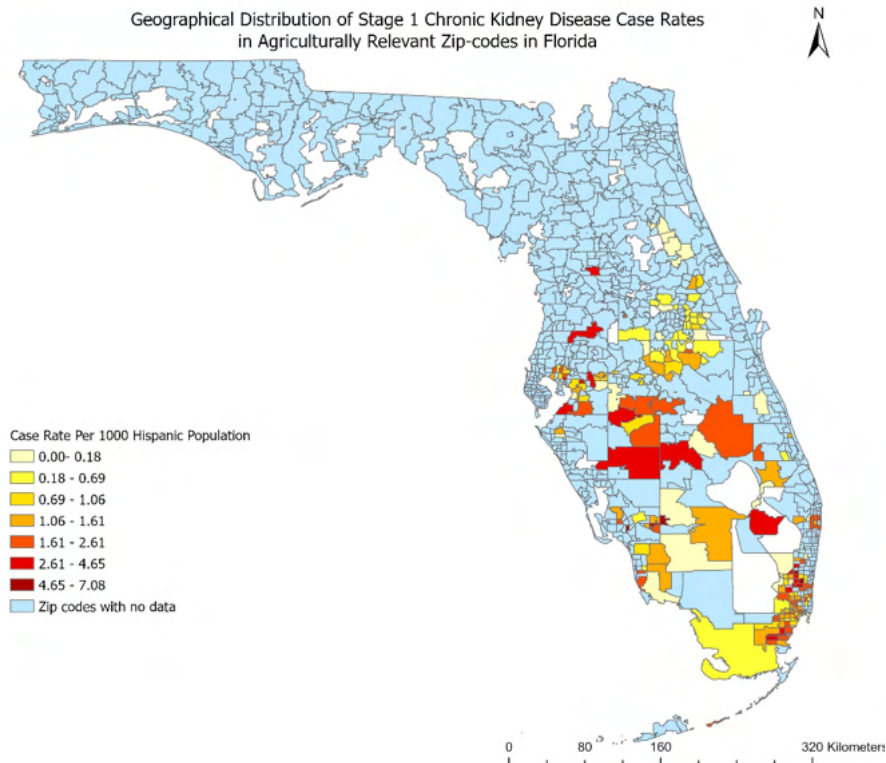 Geographical Distribution of Stage 1 Chronic Kidney Disease Case Rates
in Agriculturally Relevant Zip-codes in Florida
N
Case Rate Per 1000 Hispanic Population
0.00- 0.18
0.18 - 0.69
0.69 - 1.06
1.06 - 1.61
1.61 - 2.61
2.61 - 4.65
4.65 - 7.08
Zip codes with no data
0 80 160 320 Kilometers